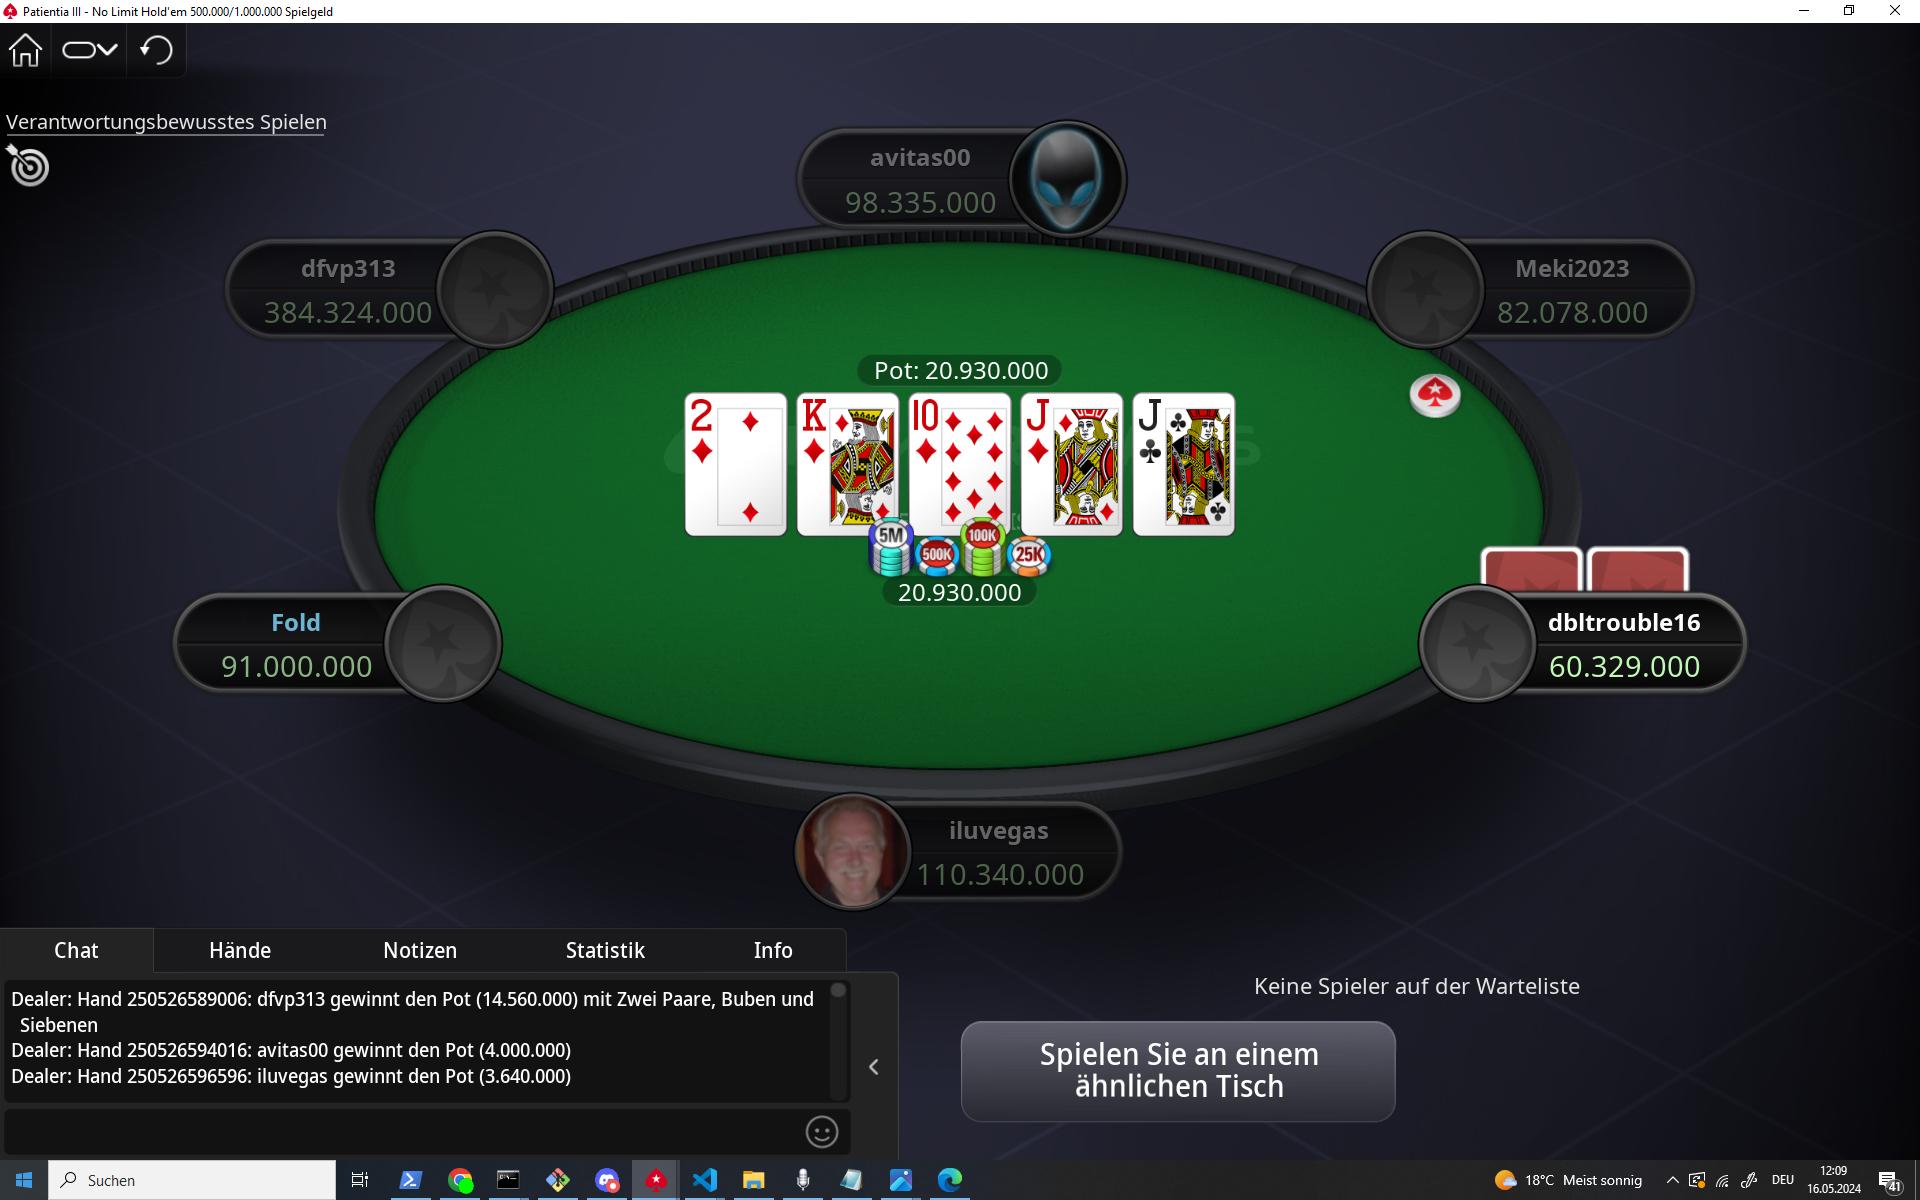 Patientia III - No Limit Hold'em 500.000/1.000.000 Spielgeld
Verantwortungsbewusstes Spielen
avitas00
98.335.000
dfvp313
384.324.000
Meki2023
82.078.000
Pot: 20.930.000
2
K
10
J
J
5M
500K
100K
25K
20.930.000
Fold
91.000.000
dbltrouble16
60.329.000
iluvegas
110.340.000
Chat Hände Notizen Statistik Info
Dealer: Hand 250526589006: dfvp313 gewinnt den Pot (14.560.000) mit Zwei Paare, Buben und
Siebenen
Dealer: Hand 250526594016: avitas00 gewinnt den Pot (4.000.000)
Dealer: Hand 250526596596: iluvegas gewinnt den Pot (3.640.000)
Keine Spieler auf der Warteliste
Spielen Sie an einem
ähnlichen Tisch
Suchen
18°C Meist sonnig
DEU
12:09
16.05.2024
41